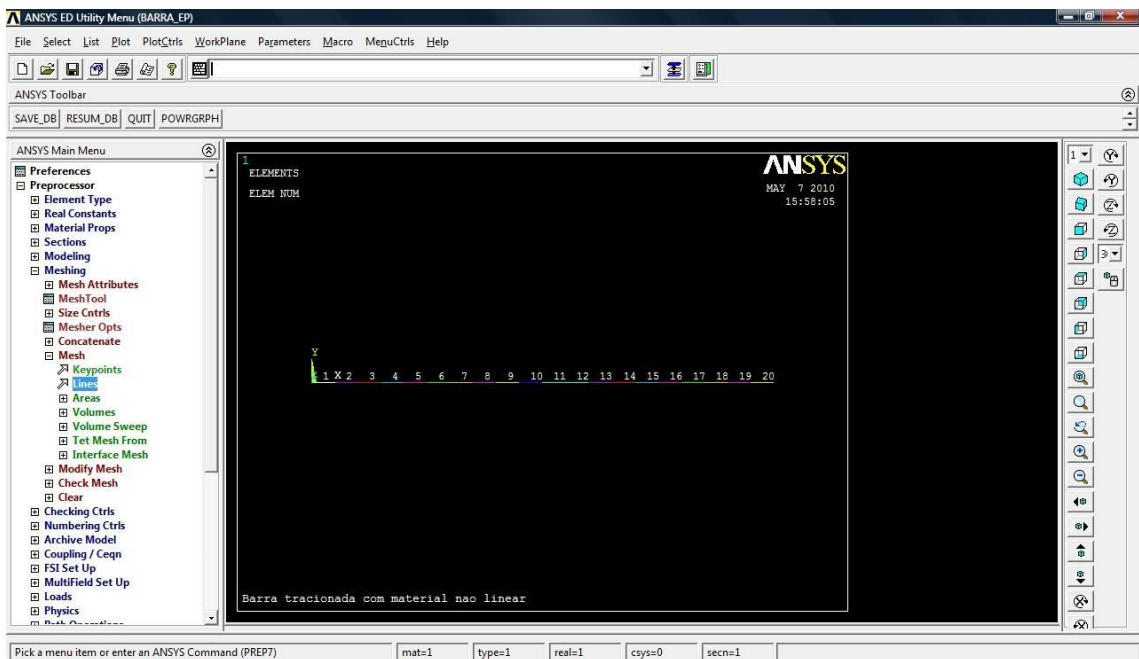 ANSYS ED Utility Menu (BARRA_EP)
File Select List Plot PlotCtrls WorkPlane Parameters Macro MenuCtrls Help
ANSYS Toolbar
SAVE_DB RESUM_DB QUIT POWRGRPH
ANSYS Main Menu
Preferences
Preprocessor
Element Type
Real Constants
Material Props
Sections
Modeling
Meshing
Mesh Attributes
MeshTool
Size Cntrls
Mesher Opts
Concatenate
Mesh
Keypoints
Lines
Areas
Volumes
Volume Sweep
Tet Mesh From
Interface Mesh
Modify Mesh
Check Mesh
Clear
Checking Ctrls
Numbering Ctrls
Archive Model
Coupling / Ceqn
FSI Set Up
MultiField Set Up
Loads
Physics
Path Operations
1
ELEMENTS
ELEM NUM
ANSYS
MAY 7 2010
15:58:05
Y
1 X 2 3 4 5 6 7 8 9 10 11 12 13 14 15 16 17 18 19 20
Barra tracionada com material nao linear
1
Pick a menu item or enter an ANSYS Command (PREP7)
mat=1 type=1 real=1 csys=0 secn=1